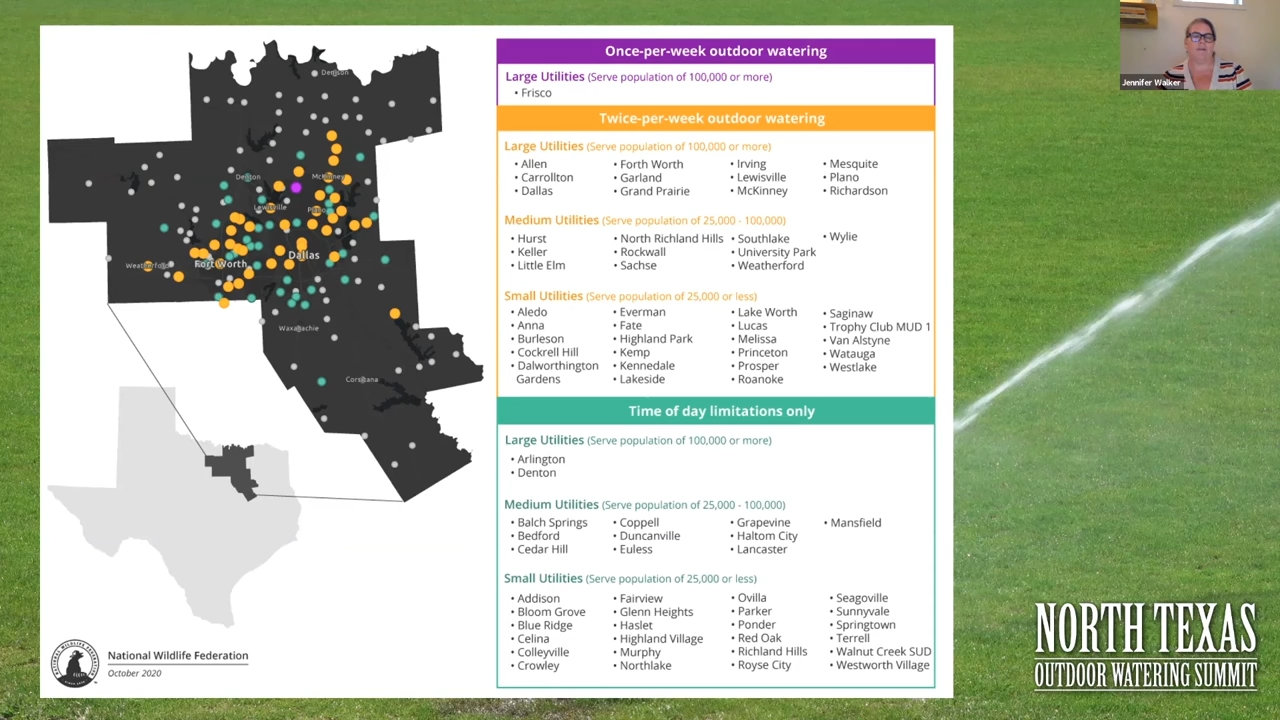 Jennifer Walker
Denison
Denton
McKinney
Lewisville
Plano
Dallas
Fort Worth
Weatherford
Waxahachie
Corsicana
National Wildlife Federation
October 2020
Once-per-week outdoor watering
Large Utilities (Serve population of 100,000 or more)
• Frisco
Twice-per-week outdoor watering
Large Utilities (Serve population of 100,000 or more)
• Allen • Forth Worth • Irving • Mesquite
• Carrollton • Garland • Lewisville • Plano
• Dallas • Grand Prairie • McKinney • Richardson
Medium Utilities (Serve population of 25,000 - 100,000)
• Hurst • North Richland Hills • Southlake • Wylie
• Keller • Rockwall • University Park
• Little Elm • Sachse • Weatherford
Small Utilities (Serve population of 25,000 or less)
• Aledo • Everman • Lake Worth • Saginaw
• Anna • Fate • Lucas • Trophy Club MUD 1
• Burleson • Highland Park • Melissa • Van Alstyne
• Cockrell Hill • Kemp • Princeton • Watauga
• Dalworthington • Kennedale • Prosper • Westlake
Gardens • Lakeside • Roanoke
Time of day limitations only
Large Utilities (Serve population of 100,000 or more)
• Arlington
• Denton
Medium Utilities (Serve population of 25,000 - 100,000)
• Balch Springs • Coppell • Grapevine • Mansfield
• Bedford • Duncanville • Haltom City
• Cedar Hill • Euless • Lancaster
Small Utilities (Serve population of 25,000 or less)
• Addison • Fairview • Ovilla • Seagoville
• Bloom Grove • Glenn Heights • Parker • Sunnyvale
• Blue Ridge • Haslet • Ponder • Springtown
• Celina • Highland Village • Red Oak • Terrell
• Colleyville • Murphy • Richland Hills • Walnut Creek SUD
• Crowley • Northlake • Royse City • Westworth Village
NORTH TEXAS
OUTDOOR WATERING SUMMIT